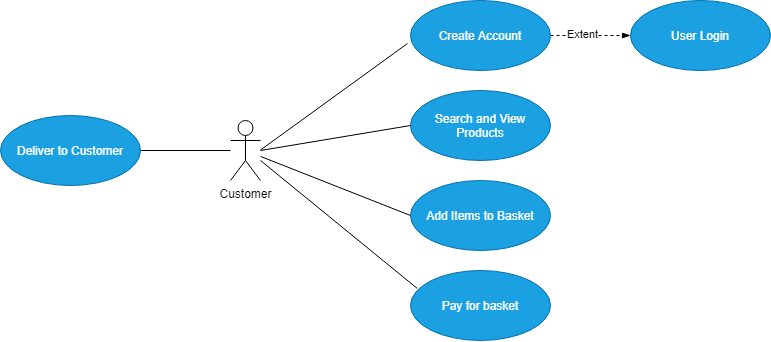 Create Account
Extent
User Login
Search and View
Products
Deliver to Customer
Customer
Add Items to Basket
Pay for basket